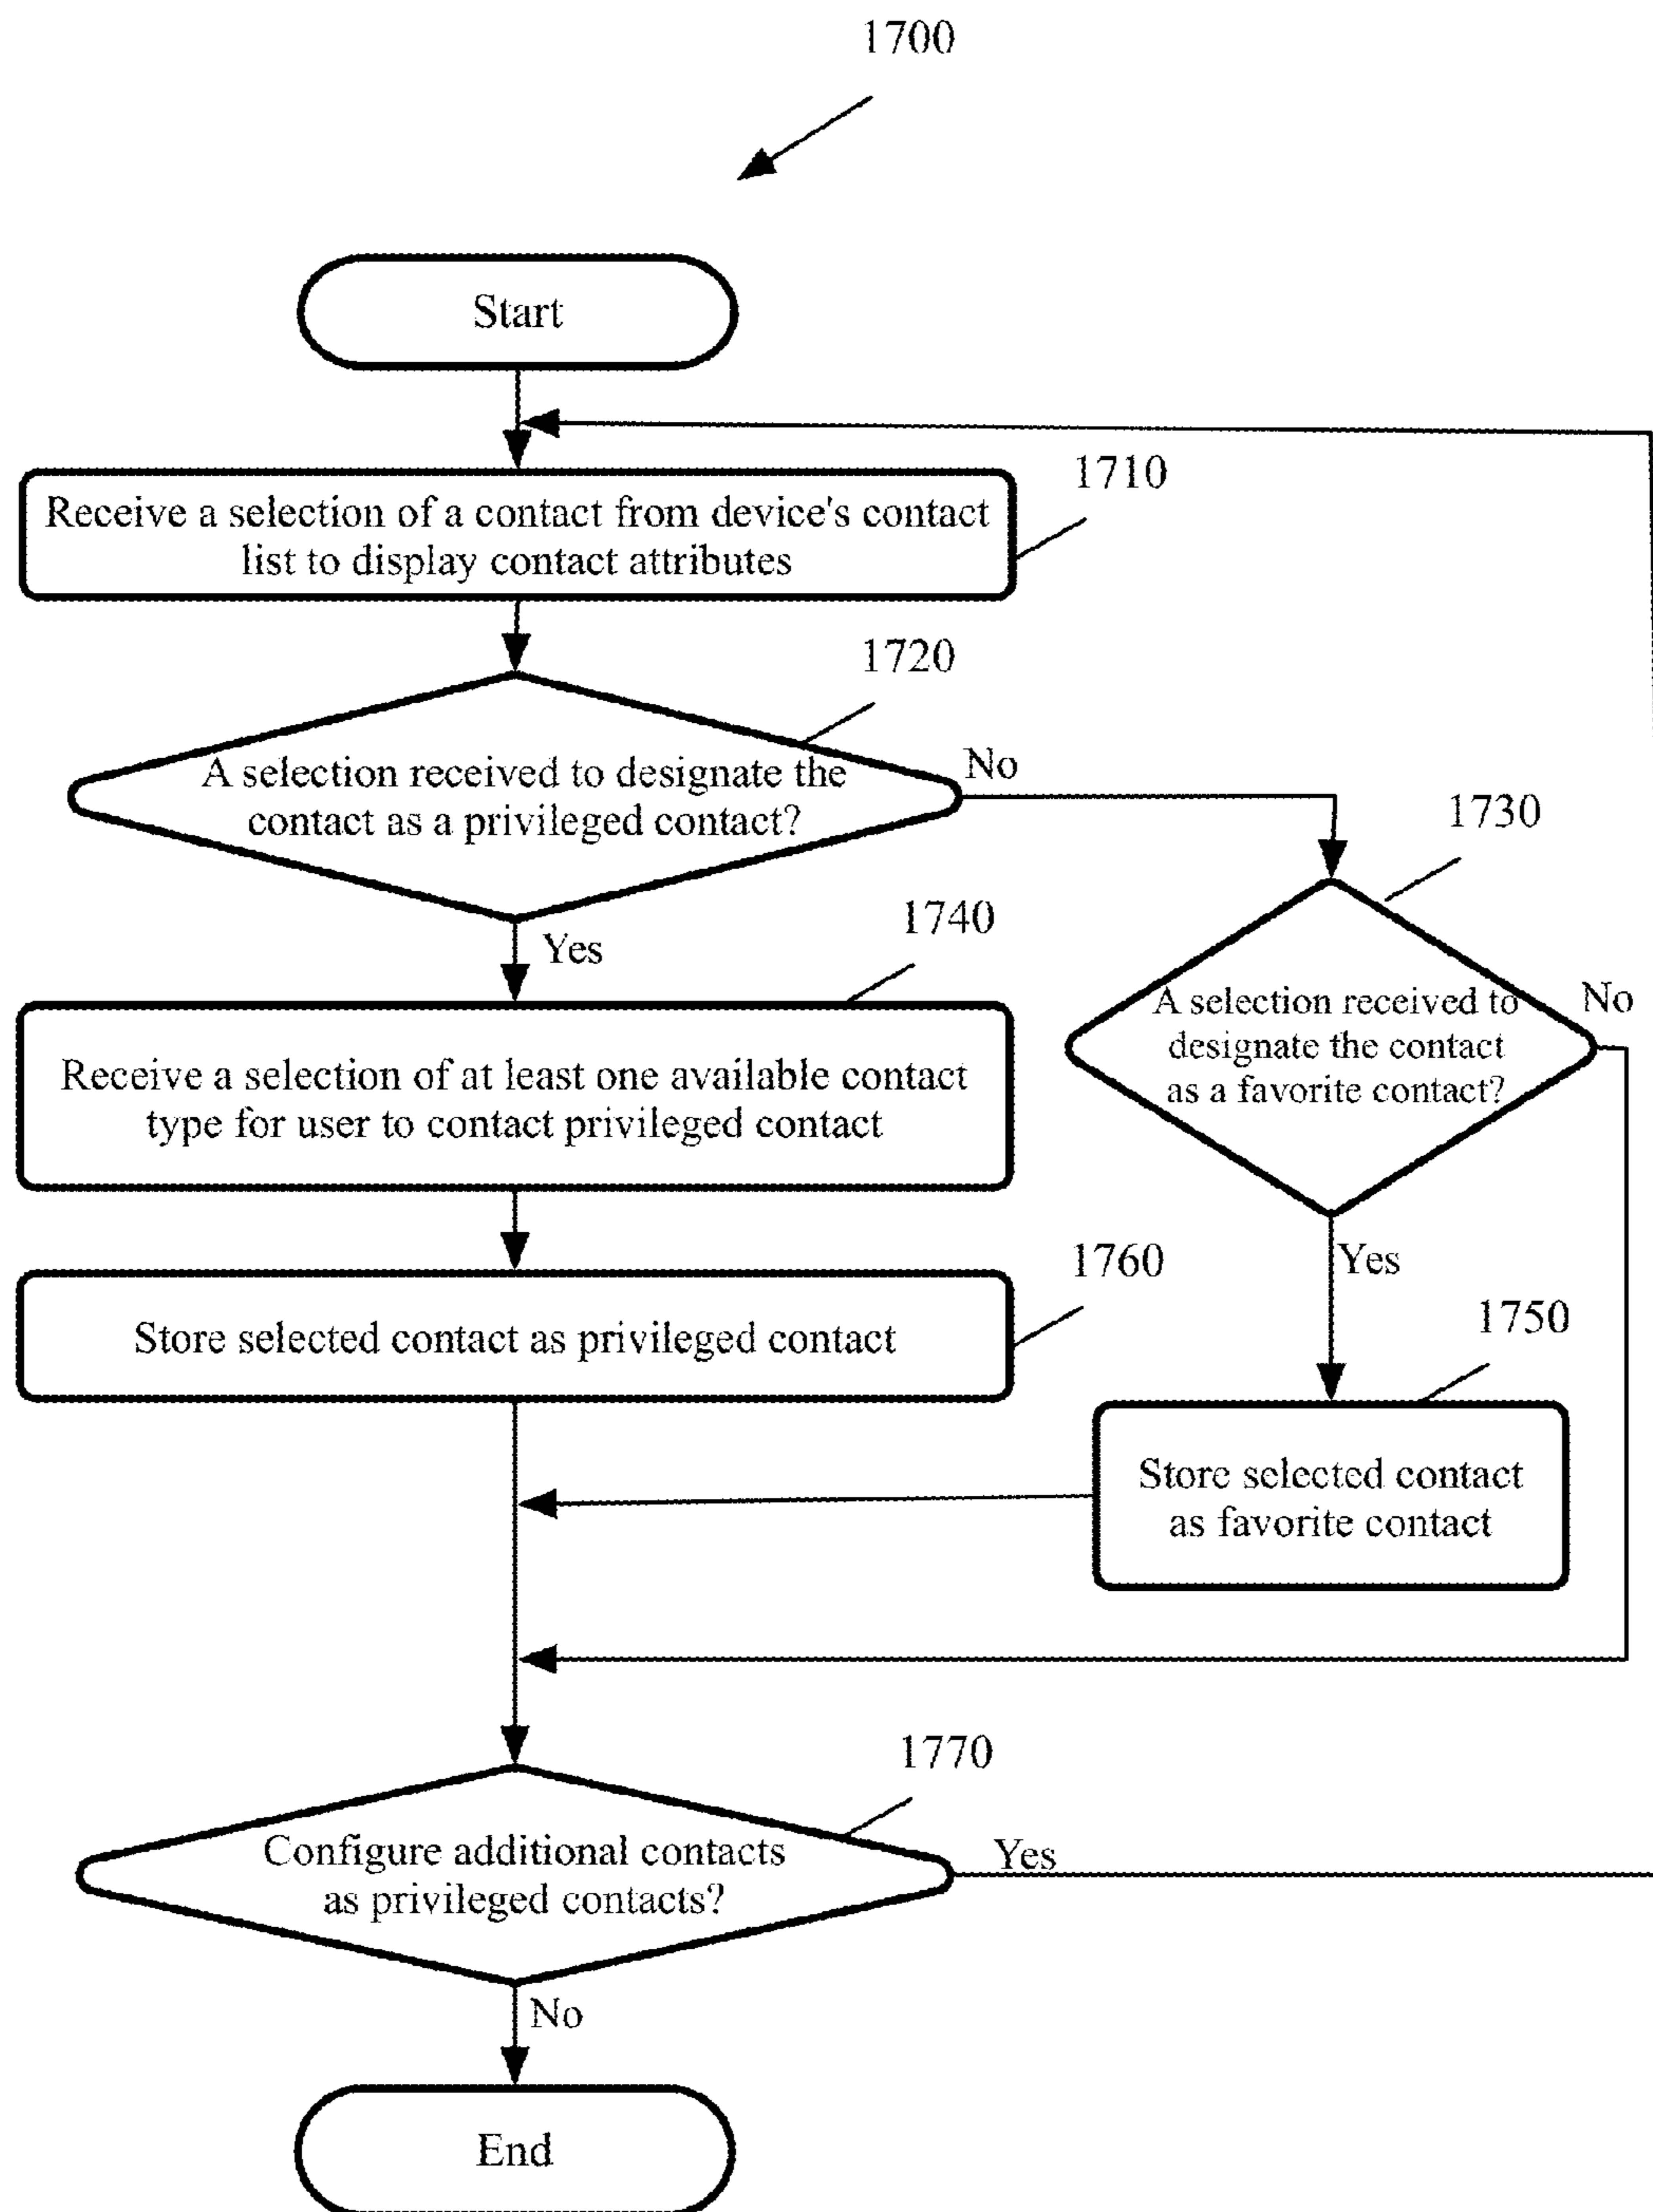 1700
Start
1710
Receive a selection of a contact from device's contact
list to display contact attributes
1720
A selection received to designate the
contact as a privileged contact?
No
1730
A selection received to
designate the contact
as a favorite contact?
No
Yes
1740
Receive a selection of at least one available contact
type for user to contact privileged contact
Yes
1760
Store selected contact as privileged contact
1750
Store selected contact
as favorite contact
1770
Configure additional contacts
as privileged contacts?
Yes
No
End